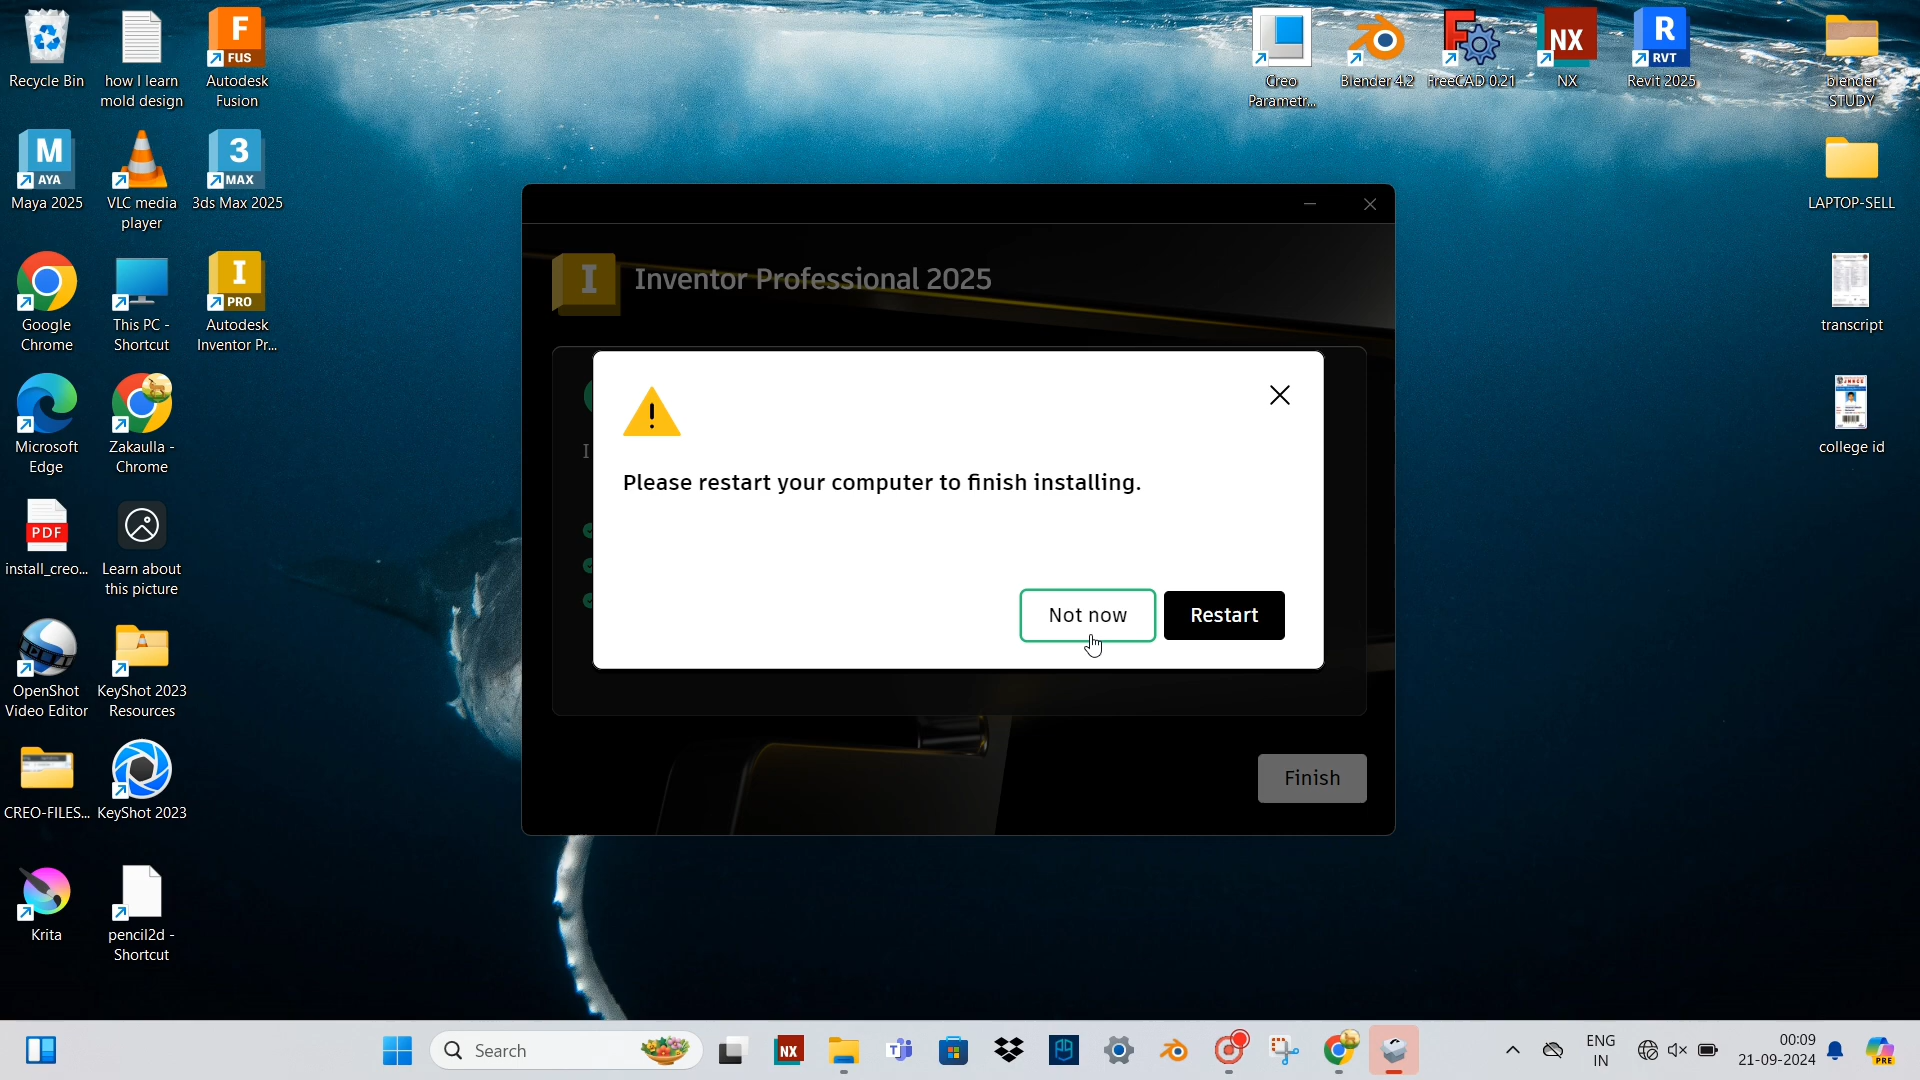 Recycle Bin
how I learn
mold design
F
FUS
Autodesk
Fusion
Creo
Parametr...
Blender 4.2
FreeCAD 0.21
NX
NX
R
RVT
Revit 2025
blender
STUDY
M
AYA
Maya 2025
VLC media
player
3
MAX
3ds Max 2025
LAPTOP-SELL
Google
Chrome
This PC -
Shortcut
I
PRO
Autodesk
Inventor Pr...
transcript
Microsoft
Edge
Zakaulla -
Chrome
college id
PDF
install_creo...
Learn about
this picture
OpenShot
Video Editor
KeyShot 2023
Resources
CREO-FILES...
KeyShot 2023
Krita
pencil2d -
Shortcut
I
Inventor Professional 2025
I
Please restart your computer to finish installing.
Not now
Restart
Finish
Search
NX
ENG
IN
00:09
21-09-2024
PRE